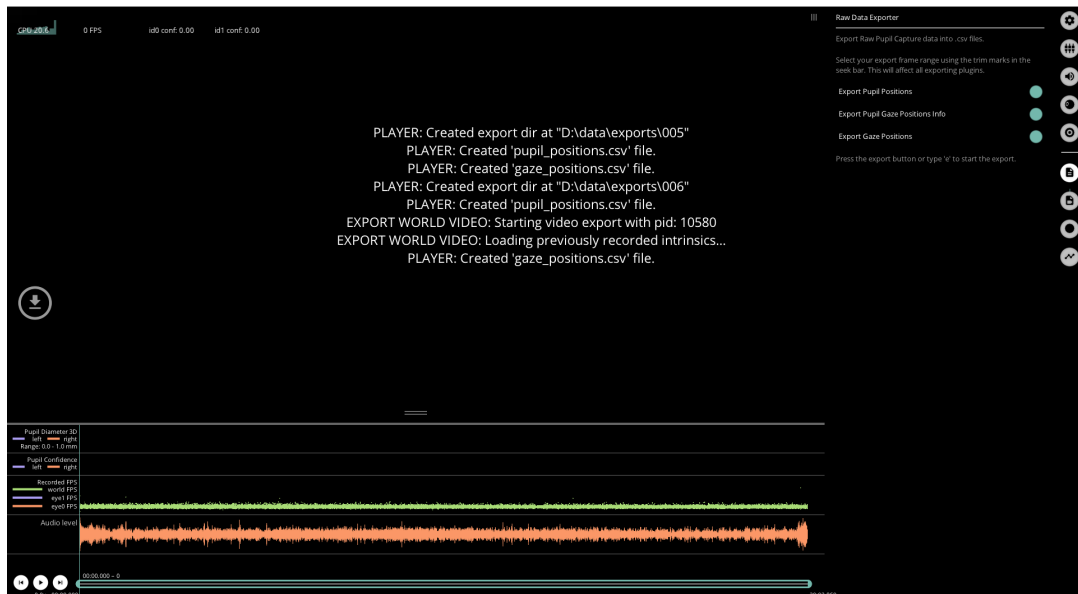 CPU 20.6
0 FPS
id0 conf: 0.00
id1 conf: 0.00
PLAYER: Created export dir at "D:\data\exports\005"
PLAYER: Created 'pupil_positions.csv' file.
PLAYER: Created 'gaze_positions.csv' file.
PLAYER: Created export dir at "D:\data\exports\006"
PLAYER: Created 'pupil_positions.csv' file.
EXPORT WORLD VIDEO: Starting video export with pid: 10580
EXPORT WORLD VIDEO: Loading previously recorded intrinsics...
PLAYER: Created 'gaze_positions.csv' file.
Raw Data Exporter
Export Raw Pupil Capture data into .csv files.
Select your export frame range using the trim marks in the
seek bar. This will affect all exporting plugins.
Export Pupil Positions
Export Pupil Gaze Positions Info
Export Gaze Positions
Press the export button or type 'e' to start the export.
Pupil Diameter 3D
left right
Range: 0.0 - 1.0 mm
Pupil Confidence
left right
Recorded FPS
world FPS
eye1 FPS
eye0 FPS
Audio level
00:00.000 - 0